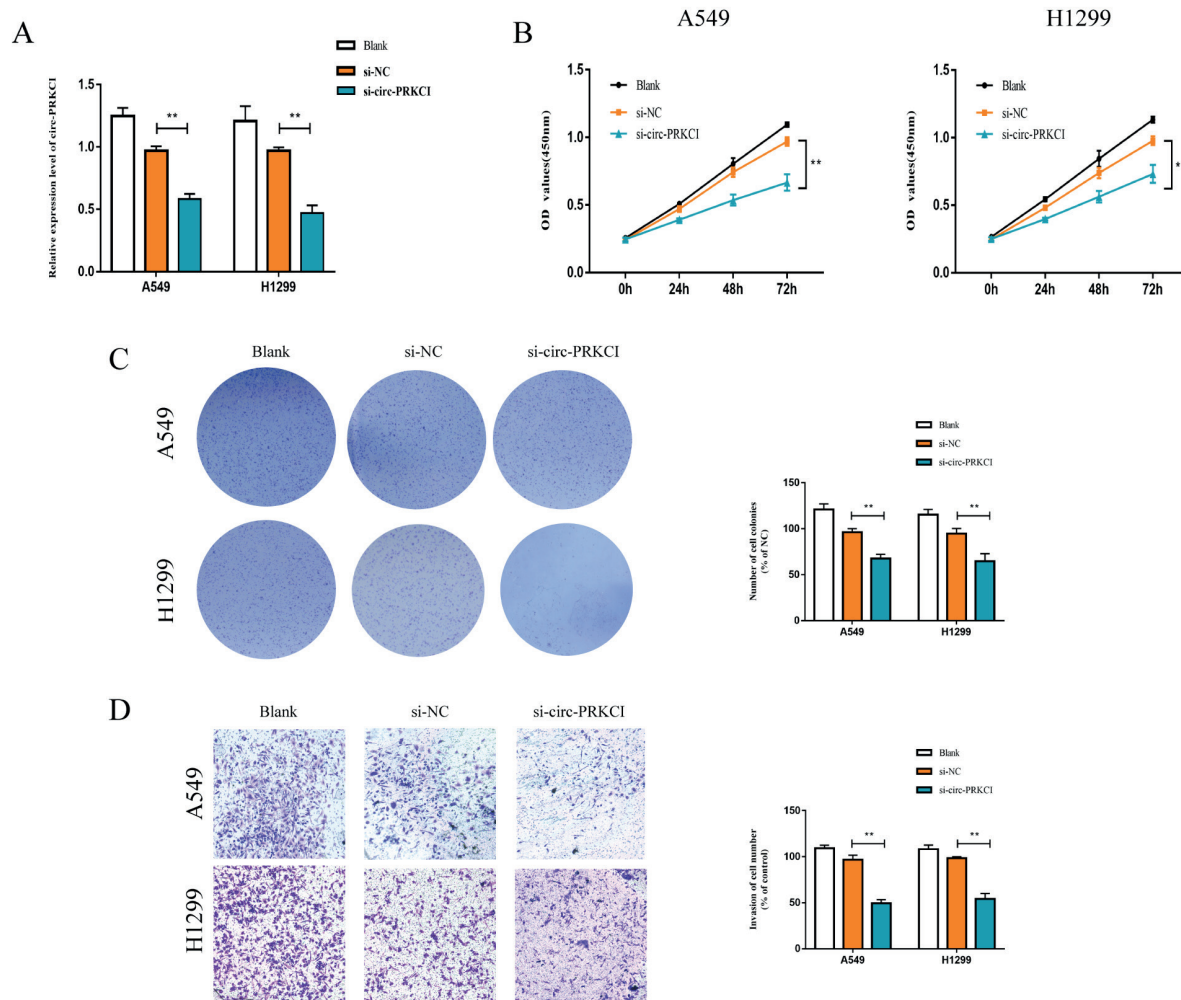 A
Blank
si-NC
si-circ-PRKCI
Relative expression level of circ-PRKCI
1.5
1.0
0.5
0.0
**
**
A549
H1299
B
A549
OD values(450nm)
1.5
1.0
0.5
0.0
Blank
si-NC
si-circ-PRKCI
**
0h 24h 48h 72h
H1299
OD values(450nm)
1.5
1.0
0.5
0.0
Blank
si-NC
si-circ-PRKCI
*
0h 24h 48h 72h
C
Blank
si-NC
si-circ-PRKCI
A549
H1299
Blank
si-NC
si-circ-PRKCI
Number of cell colonies
(% of NC)
150
100
50
0
**
**
A549
H1299
D
Blank
si-NC
si-circ-PRKCI
A549
H1299
Blank
si-NC
si-circ-PRKCI
Invasion of cell number
(% of control)
150
100
50
0
**
**
A549
H1299